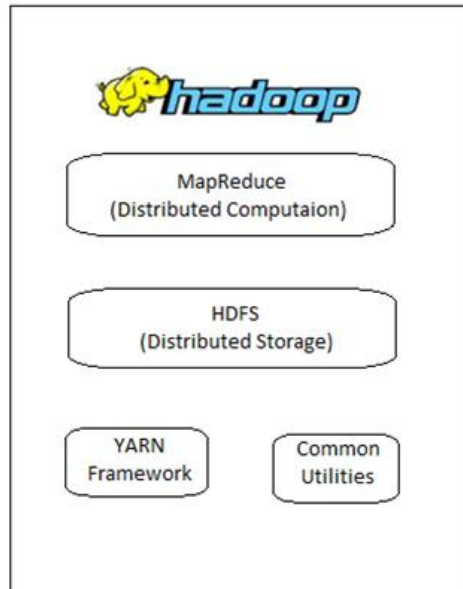 hadoop
MapReduce
(Distributed Computaion)
HDFS
(Distributed Storage)
YARN
Framework
Common
Utilities